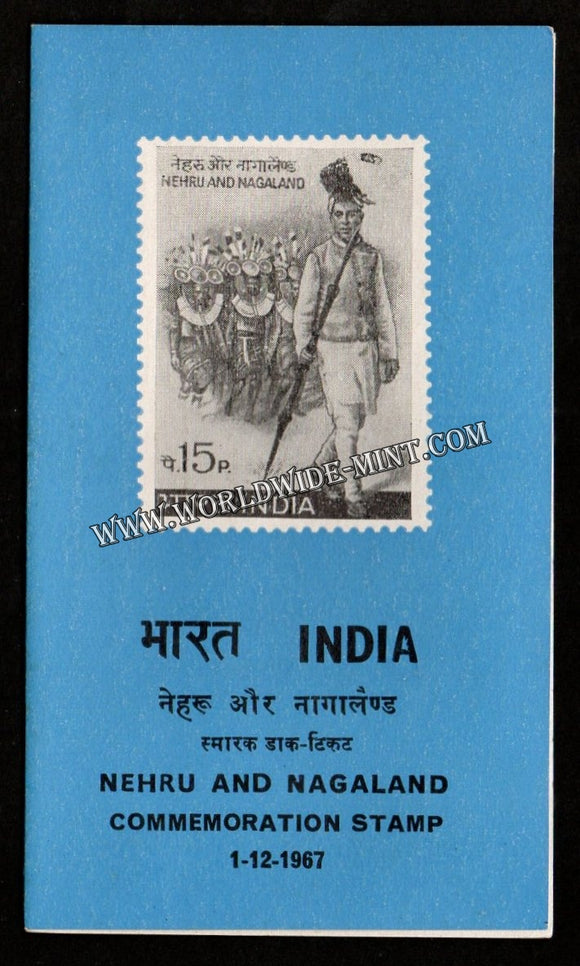 नेहरू और नागालैण्ड
NEHRU AND NAGALAND
पै.15P.
INDIA
WWW.WORLDWIDE-MINT.COM
भारत INDIA
नेहरू और नागालैण्ड
स्मारक डाक-टिकट
NEHRU AND NAGALAND
COMMEMORATION STAMP
1-12-1967